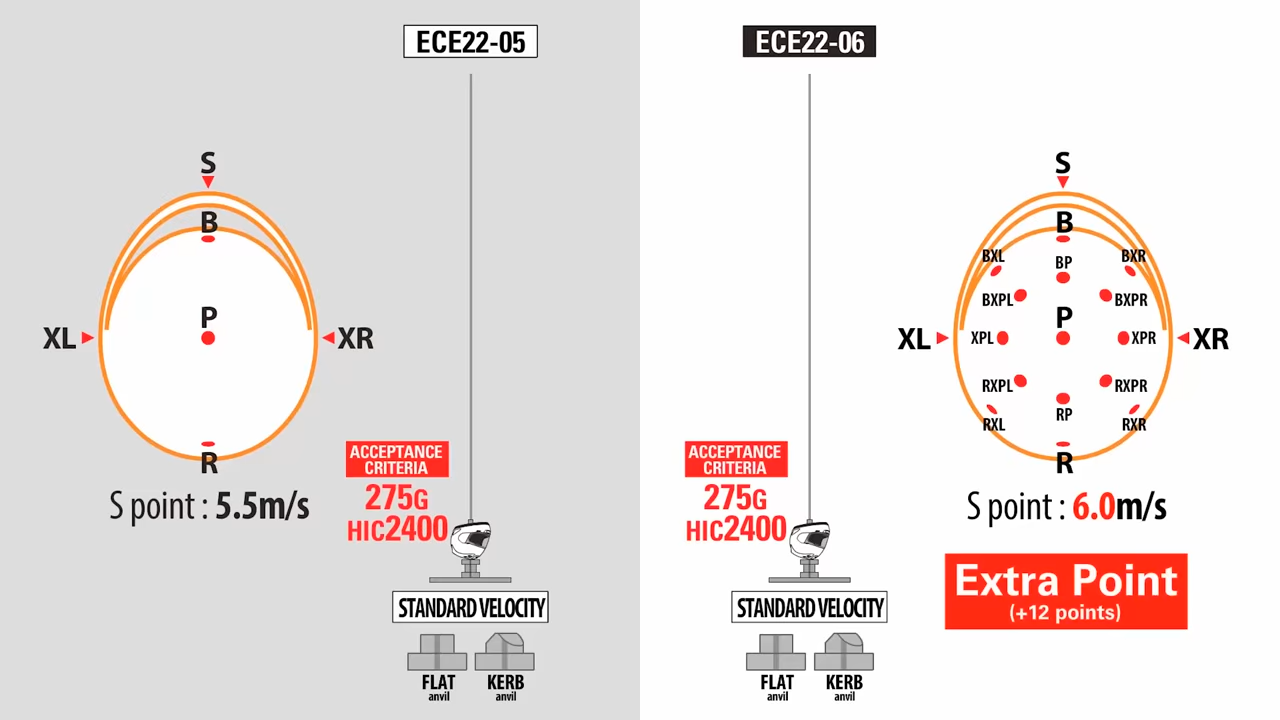 ECE22-05
S
B
P
XL
XR
R
S point : 5.5m/s
ACCEPTANCE
CRITERIA
275G
HIC2400
STANDARD VELOCITY
FLAT
anvil
KERB
anvil
ECE22-06
S
B
BXL
BP
BXR
BXPL
BXPR
P
XL
XPL
XPR
XR
RXPL
RXPR
RP
RXL
RXR
R
S point : 6.0m/s
ACCEPTANCE
CRITERIA
275G
HIC2400
Extra Point
(+12 points)
STANDARD VELOCITY
FLAT
anvil
KERB
anvil